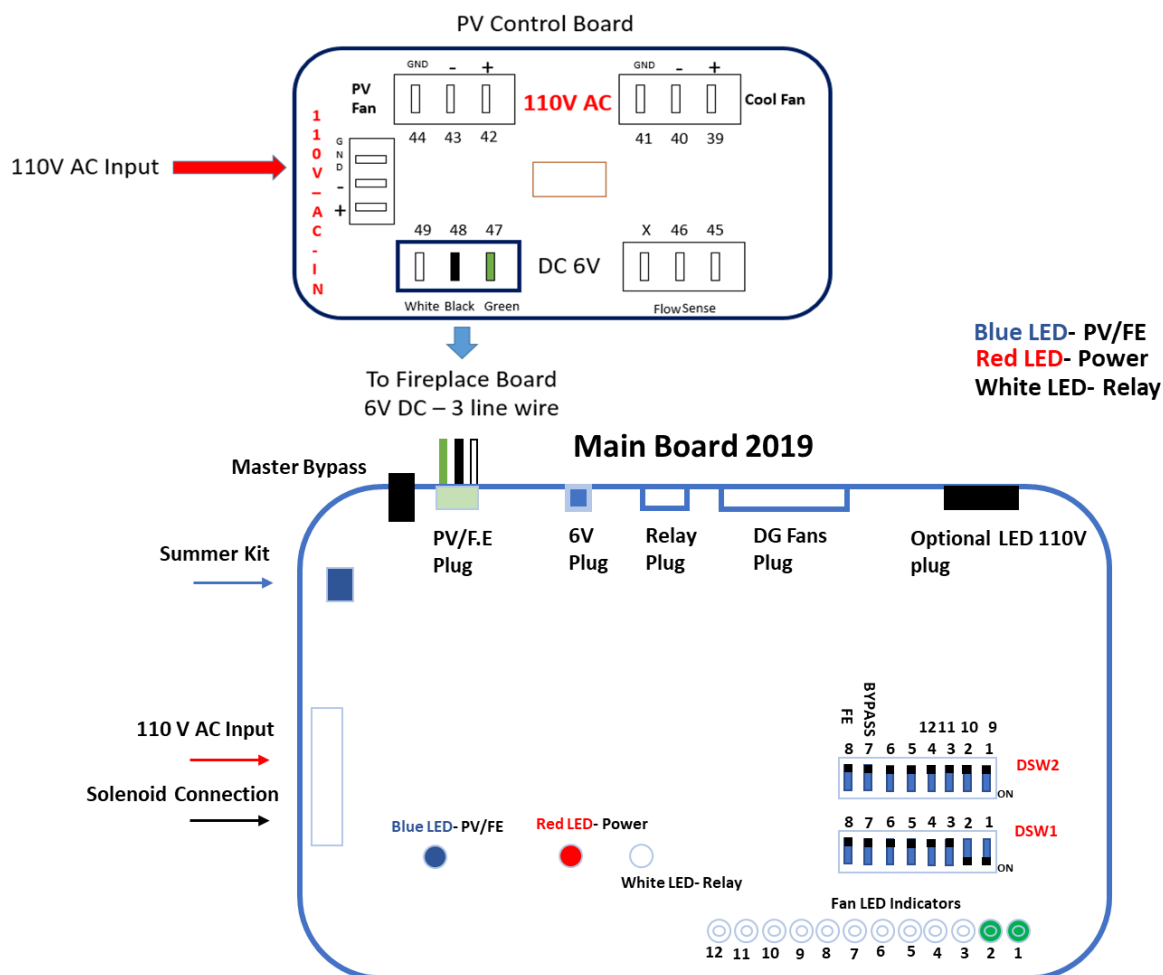 PV Control Board
PV
Fan
GND - +
110V AC
GND - +
Cool Fan
44 43 42
41 40 39
110V AC Input
110V–AC-IN
GND
-
+
49 48 47
DC 6V
X 46 45
White Black Green
FlowSense
To Fireplace Board
6V DC – 3 line wire
Blue LED- PV/FE
Red LED- Power
White LED- Relay
Main Board 2019
Master Bypass
PV/F.E
Plug
6V
Plug
Relay
Plug
DG Fans
Plug
Optional LED 110V
plug
Summer Kit
110 V AC Input
Solenoid Connection
FE
BYPASS
12 11 10 9
8 7 6 5 4 3 2 1
DSW2
ON
8 7 6 5 4 3 2 1
DSW1
ON
Blue LED- PV/FE
Red LED- Power
White LED- Relay
Fan LED Indicators
12 11 10 9 8 7 6 5 4 3 2 1